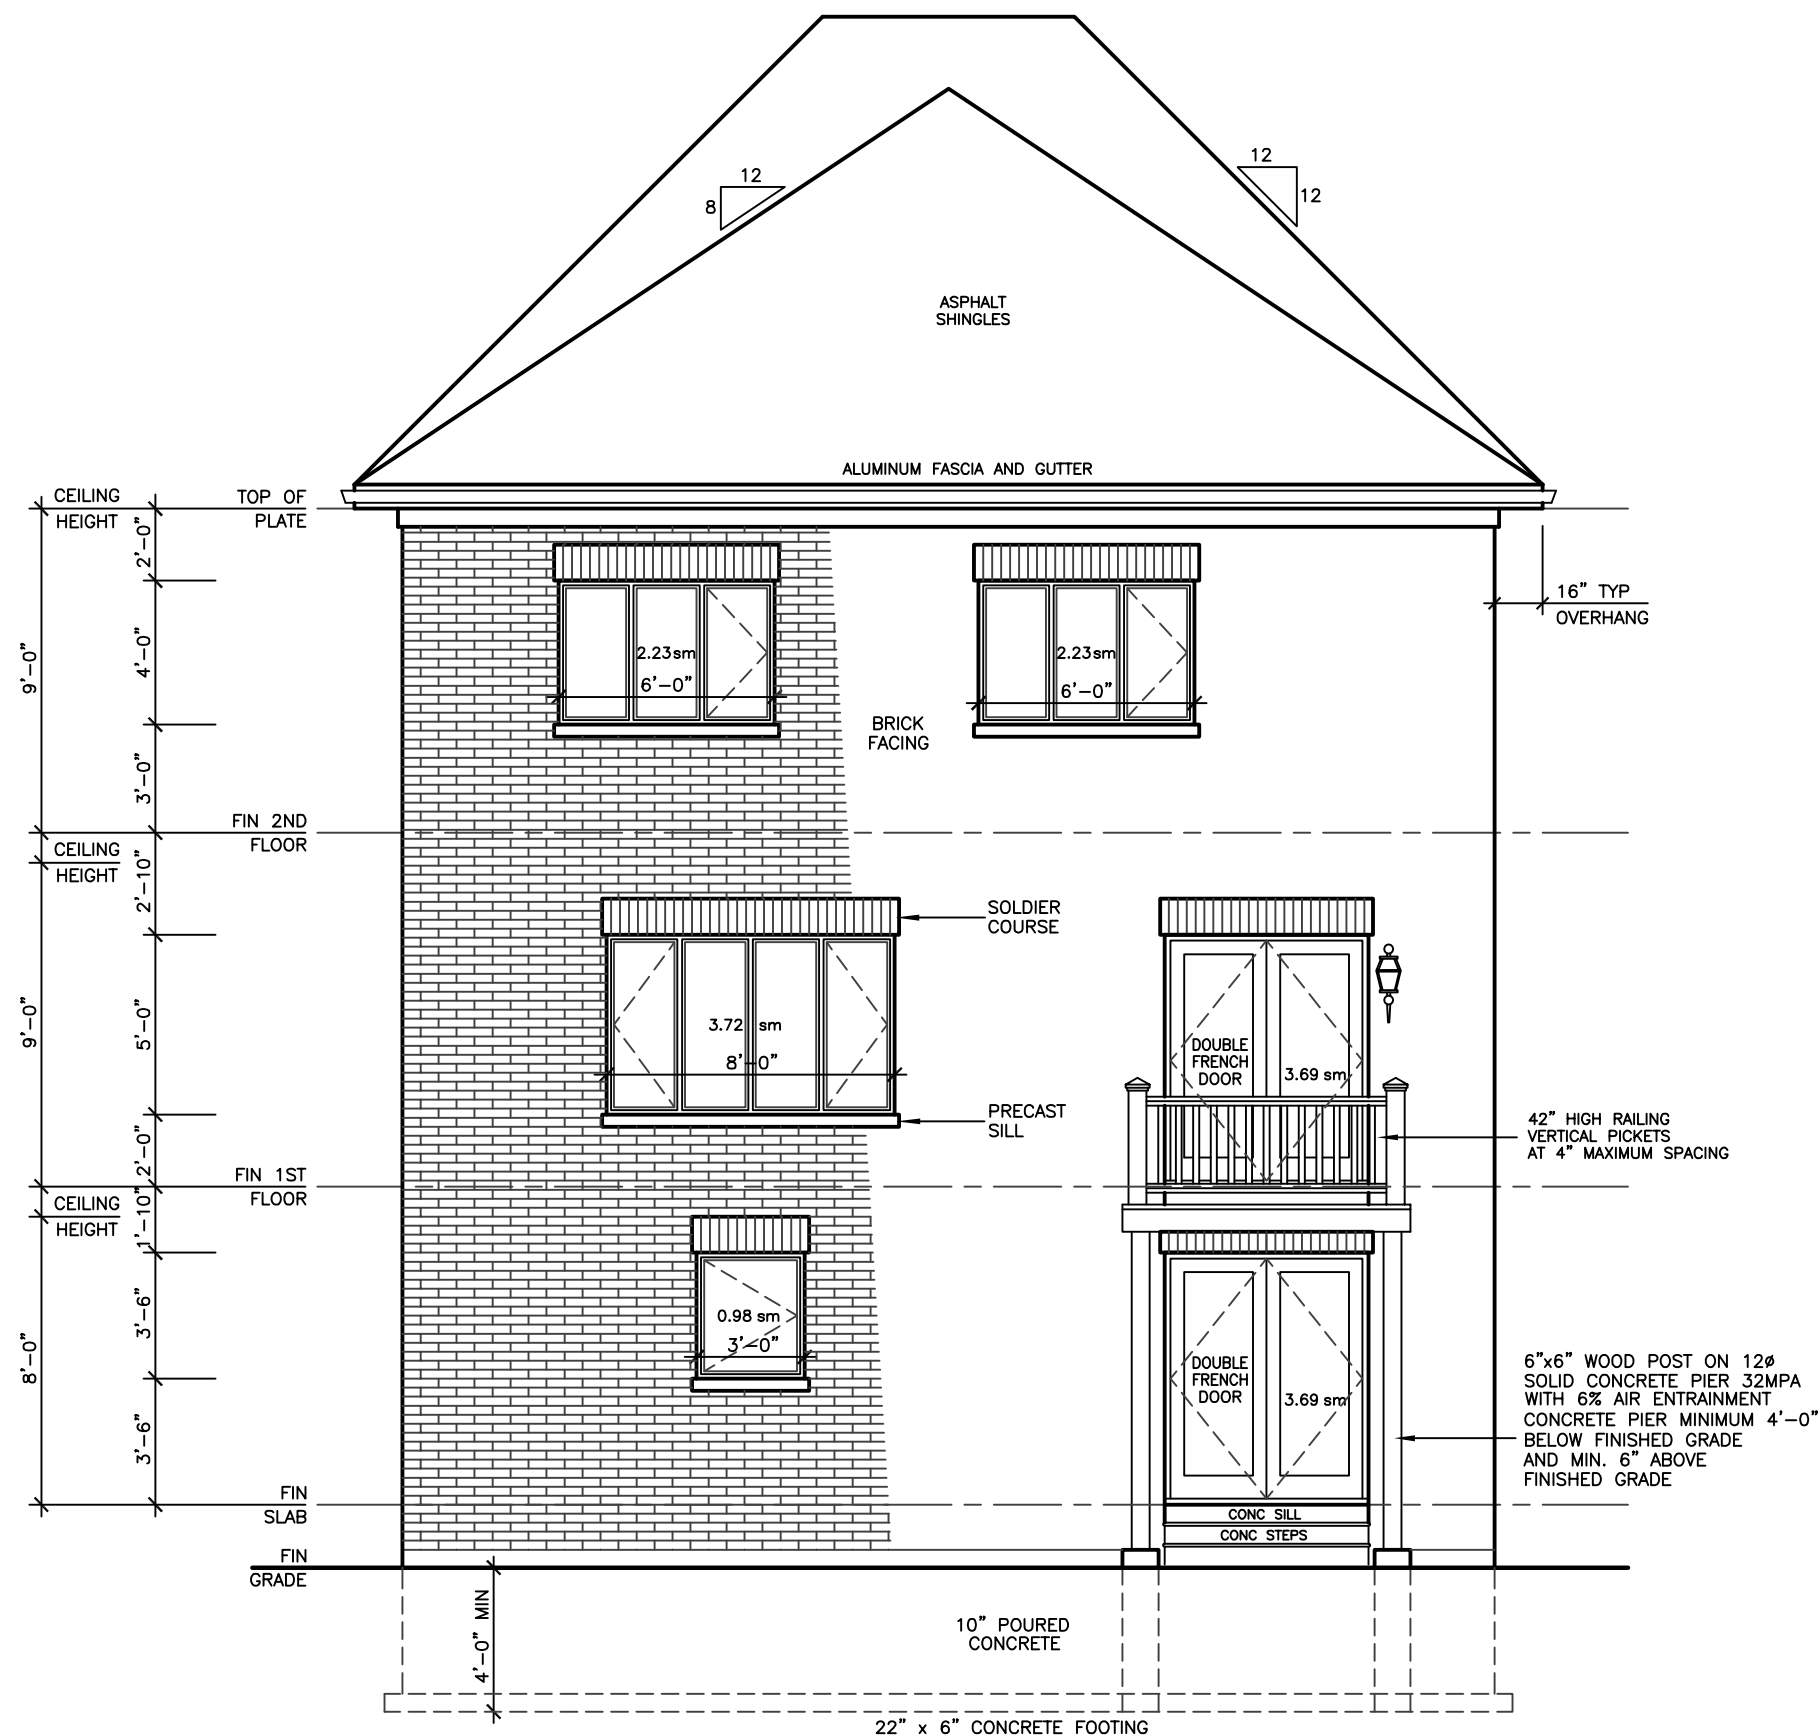 12
8
12
12
ASPHALT
SHINGLES
ALUMINUM FASCIA AND GUTTER
CEILING
HEIGHT
TOP OF
PLATE
2'-0"
16" TYP
OVERHANG
4'-0"
9'-0"
2.23sm
6'-0"
2.23sm
6'-0"
BRICK
FACING
3'-0"
FIN 2ND
FLOOR
CEILING
HEIGHT
2'-10"
SOLDIER
COURSE
5'-0"
9'-0"
3.72 sm
8'-0"
DOUBLE
FRENCH
DOOR
3.69 sm
PRECAST
SILL
42" HIGH RAILING
VERTICAL PICKETS
AT 4" MAXIMUM SPACING
2'-0"
FIN 1ST
FLOOR
CEILING
HEIGHT
1'-10"
3'-6"
8'-0"
0.98 sm
3'-0"
DOUBLE
FRENCH
DOOR
3.69 sm
6"x6" WOOD POST ON 12ø
SOLID CONCRETE PIER 32MPA
WITH 6% AIR ENTRAINMENT
CONCRETE PIER MINIMUM 4'-0"
BELOW FINISHED GRADE
AND MIN. 6" ABOVE
FINISHED GRADE
3'-6"
FIN
SLAB
CONC SILL
CONC STEPS
FIN
GRADE
4'-0" MIN
10" POURED
CONCRETE
22" x 6" CONCRETE FOOTING